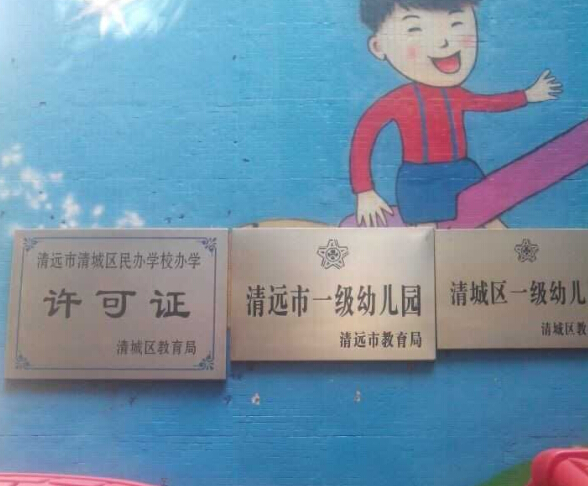 清远市清城区民办学校办学
许可证
清城区教育局
清远市一级幼儿园
清远市教育局
清城区一级幼儿
清城区教